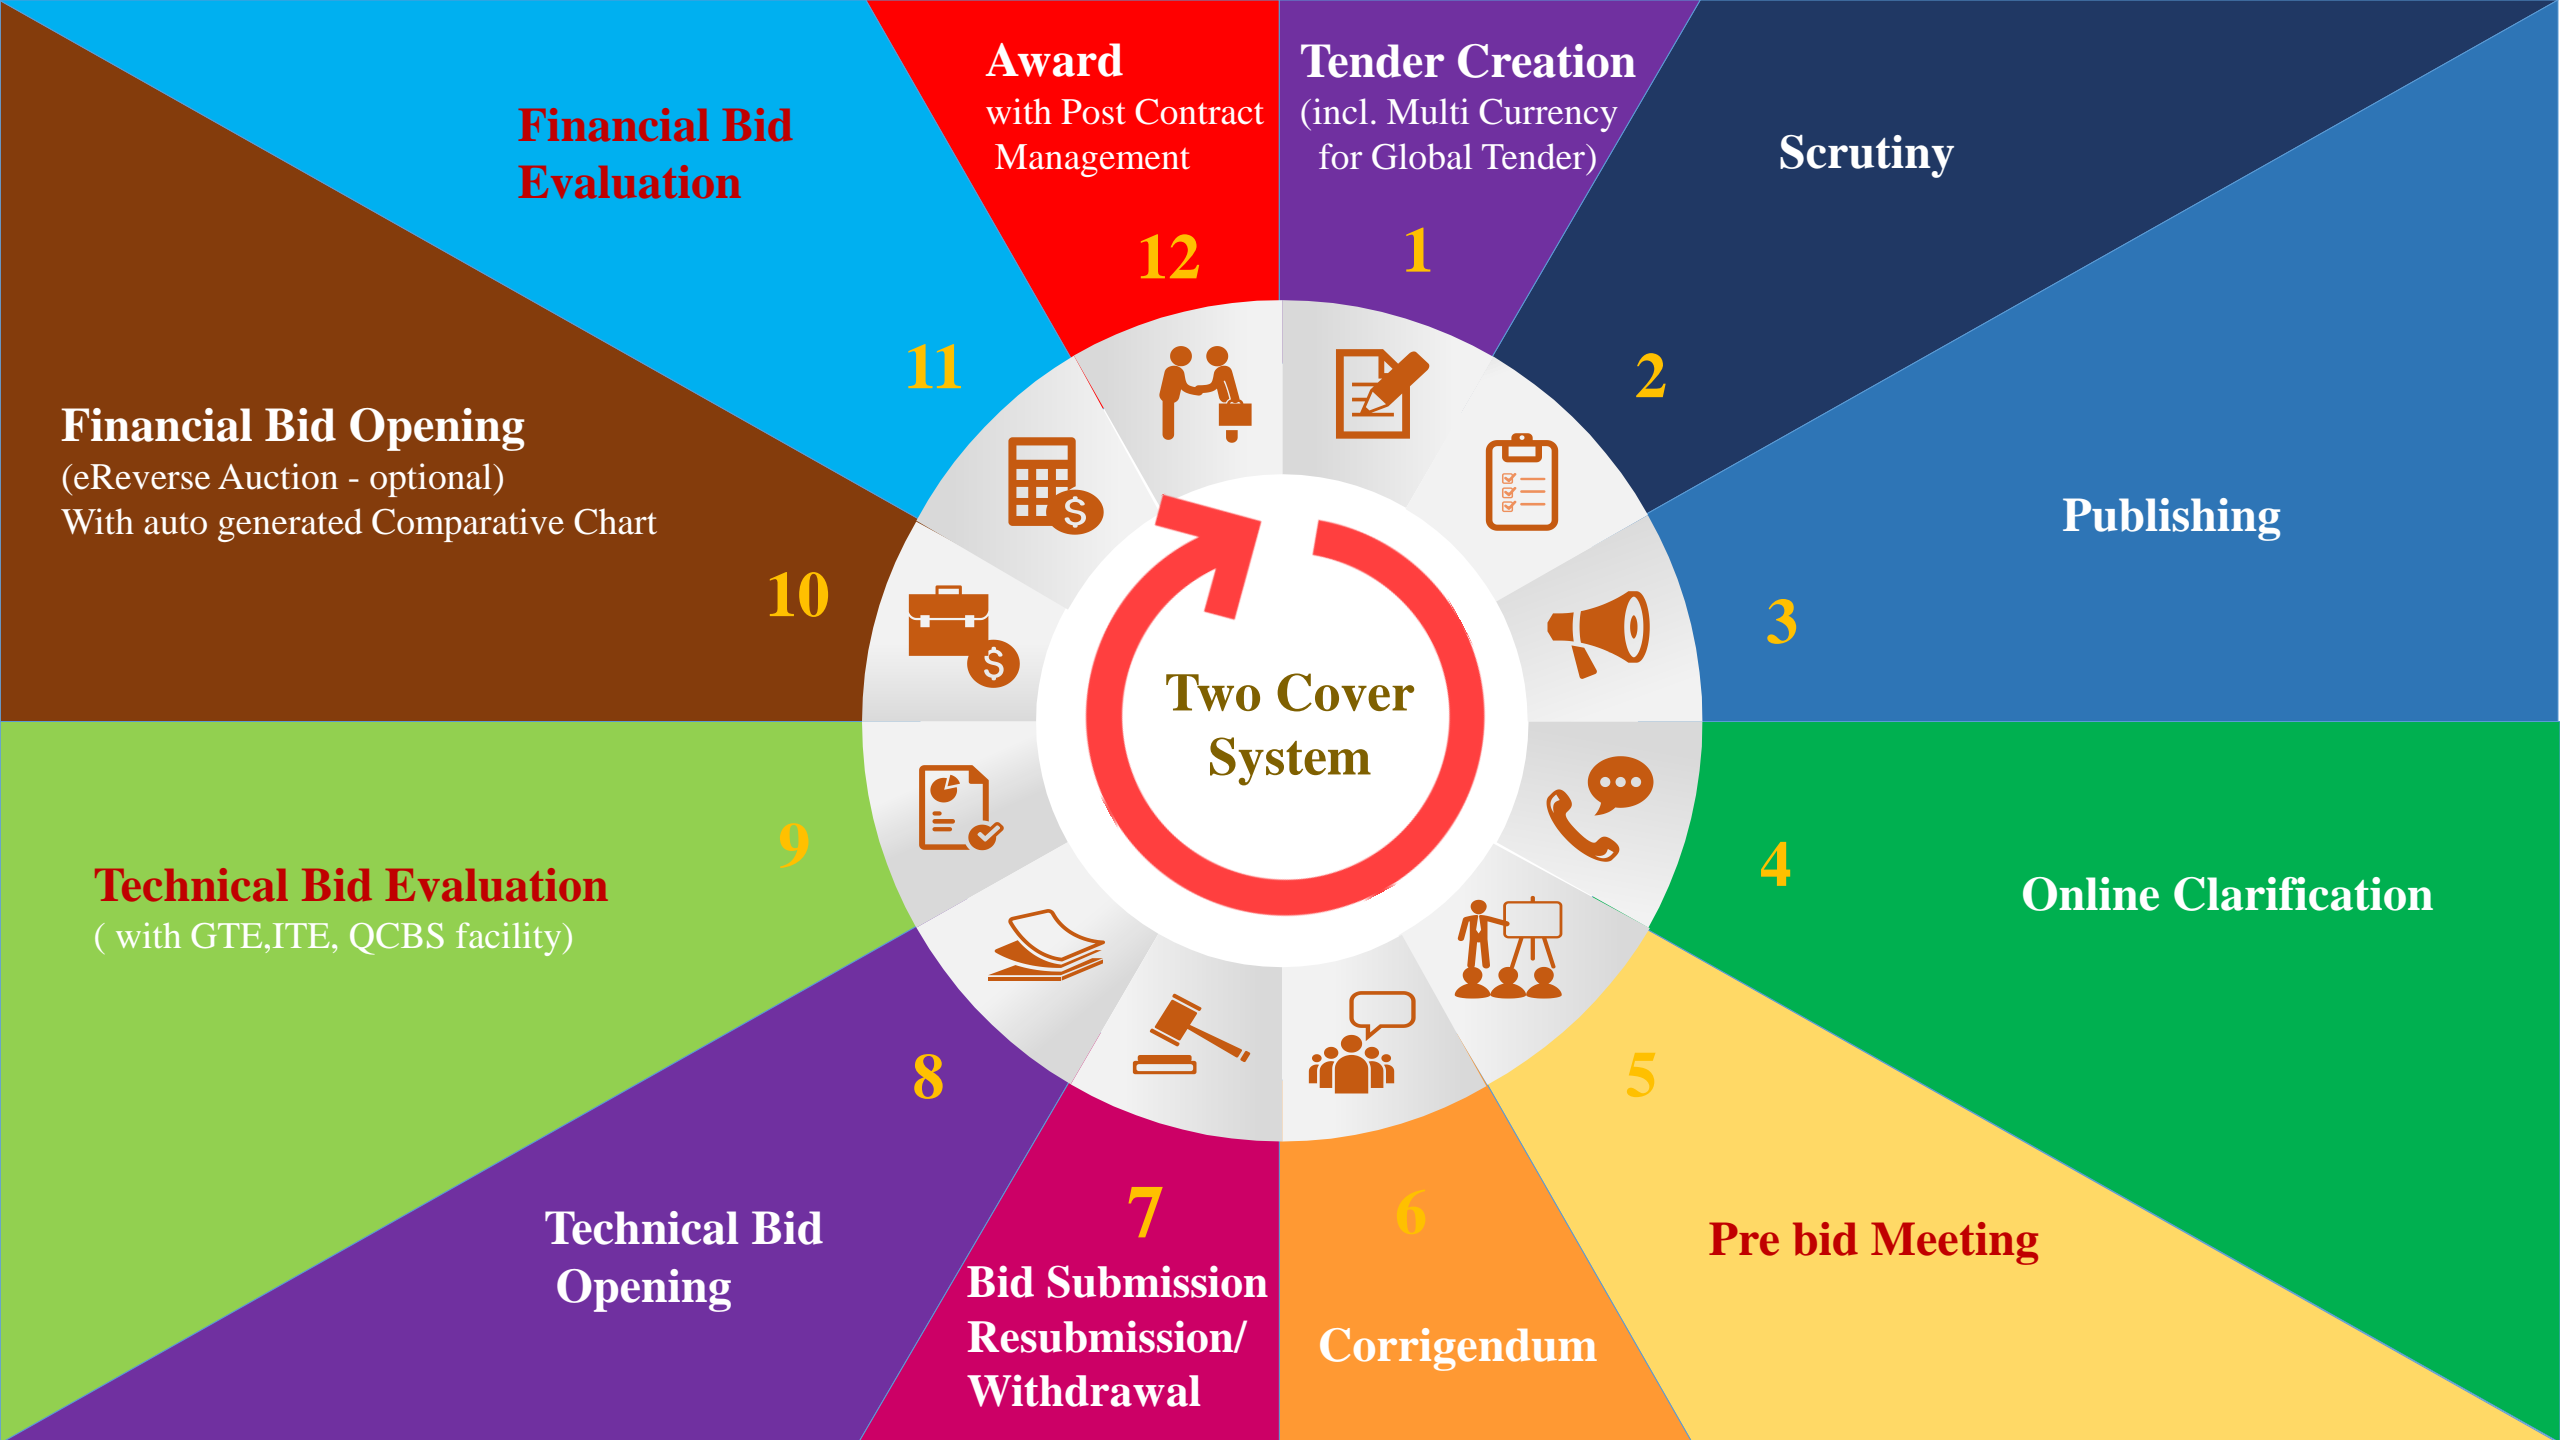 Tender Creation
(incl. Multi Currency
for Global Tender)
1
Scrutiny
2
Publishing
3
4
Online Clarification
5
Pre bid Meeting
6
Corrigendum
7
Bid Submission
Resubmission/
Withdrawal
8
Technical Bid
Opening
9
Technical Bid Evaluation
( with GTE,ITE, QCBS facility)
Financial Bid Opening
(eReverse Auction - optional)
With auto generated Comparative Chart
10
Financial Bid
Evaluation
11
Award
with Post Contract
Management
12
Two Cover
System